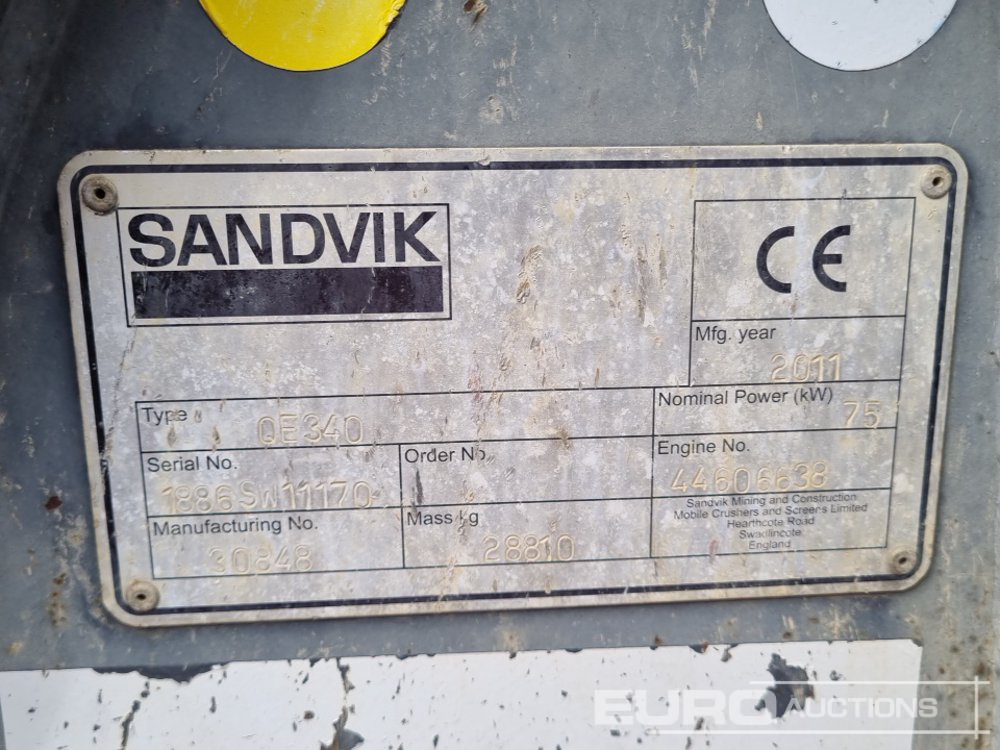 SANDVIK
CE
Mfg. year
2011
Type
QE340
Nominal Power (kW)
75
Serial No.
1886SW11170
Order No.
Engine No.
44606638
Manufacturing No.
30848
Mass kg
28810
Sandvik Mining and Construction
Mobile Crushers and Screens Limited
Hearthcote Road
Swadlincote
England
EURO AUCTIONS